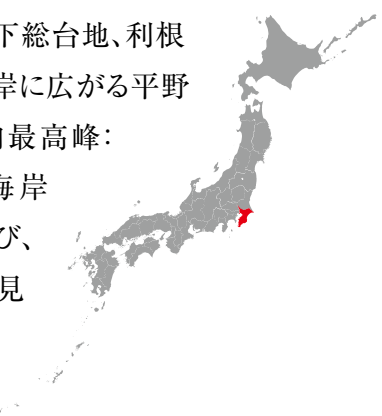 下総台地、利根
岸に広がる平野
最高峰：
海岸
び、
見